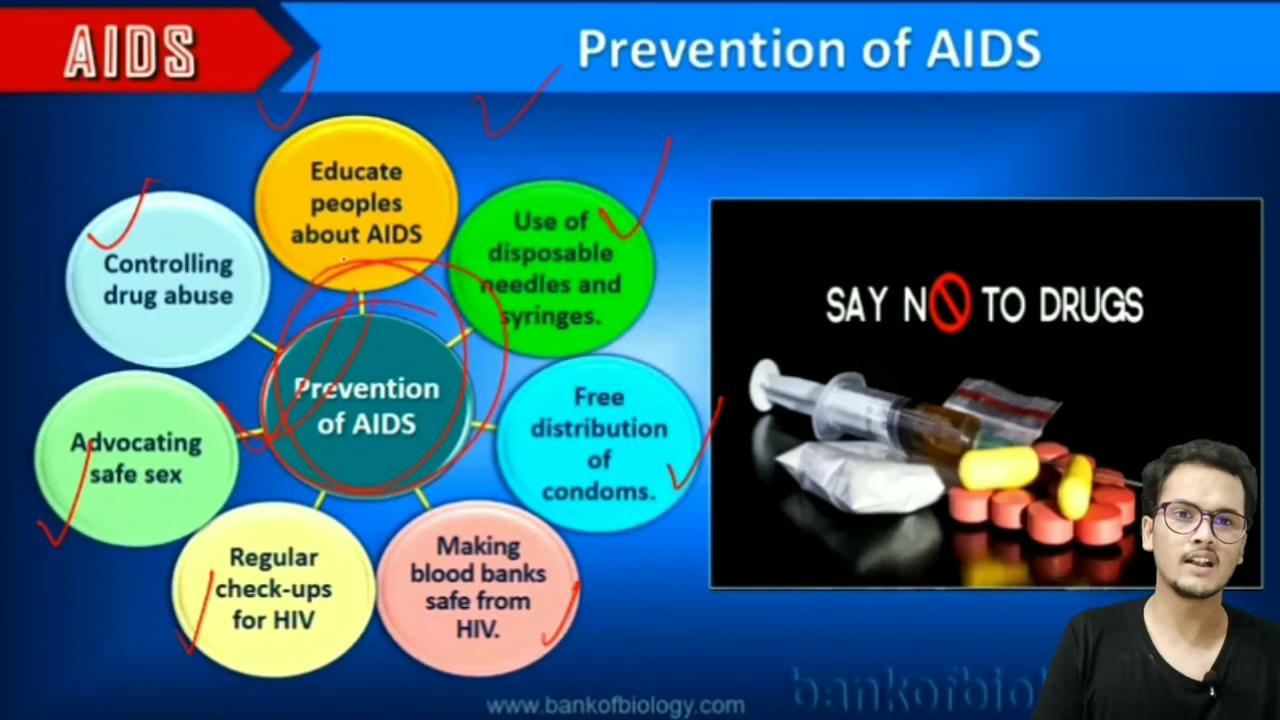 AIDS
Prevention of AIDS
Educate
peoples
about AIDS
Use of
disposable
needles and
syringes.
Free
distribution
of
condoms.
Making
blood banks
safe from
HIV.
Regular
check-ups
for HIV
Advocating
safe sex
Controlling
drug abuse
Prevention
of AIDS
SAY NO TO DRUGS
www.bankofbiology.com